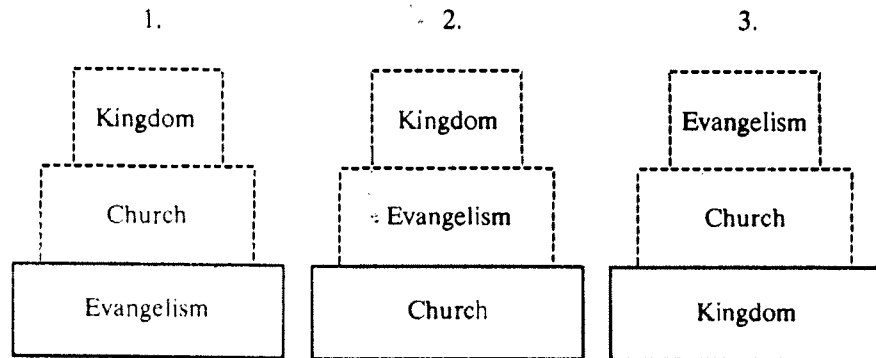 1. 2. 3.
Kingdom Kingdom Evangelism
Church Evangelism Church
Evangelism Church Kingdom